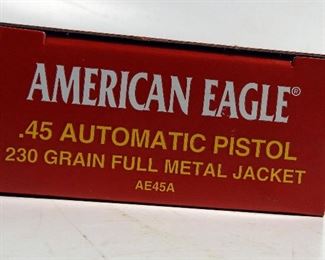 AMERICAN EAGLE®
.45 AUTOMATIC PISTOL
230 GRAIN FULL METAL JACKET
AE45A